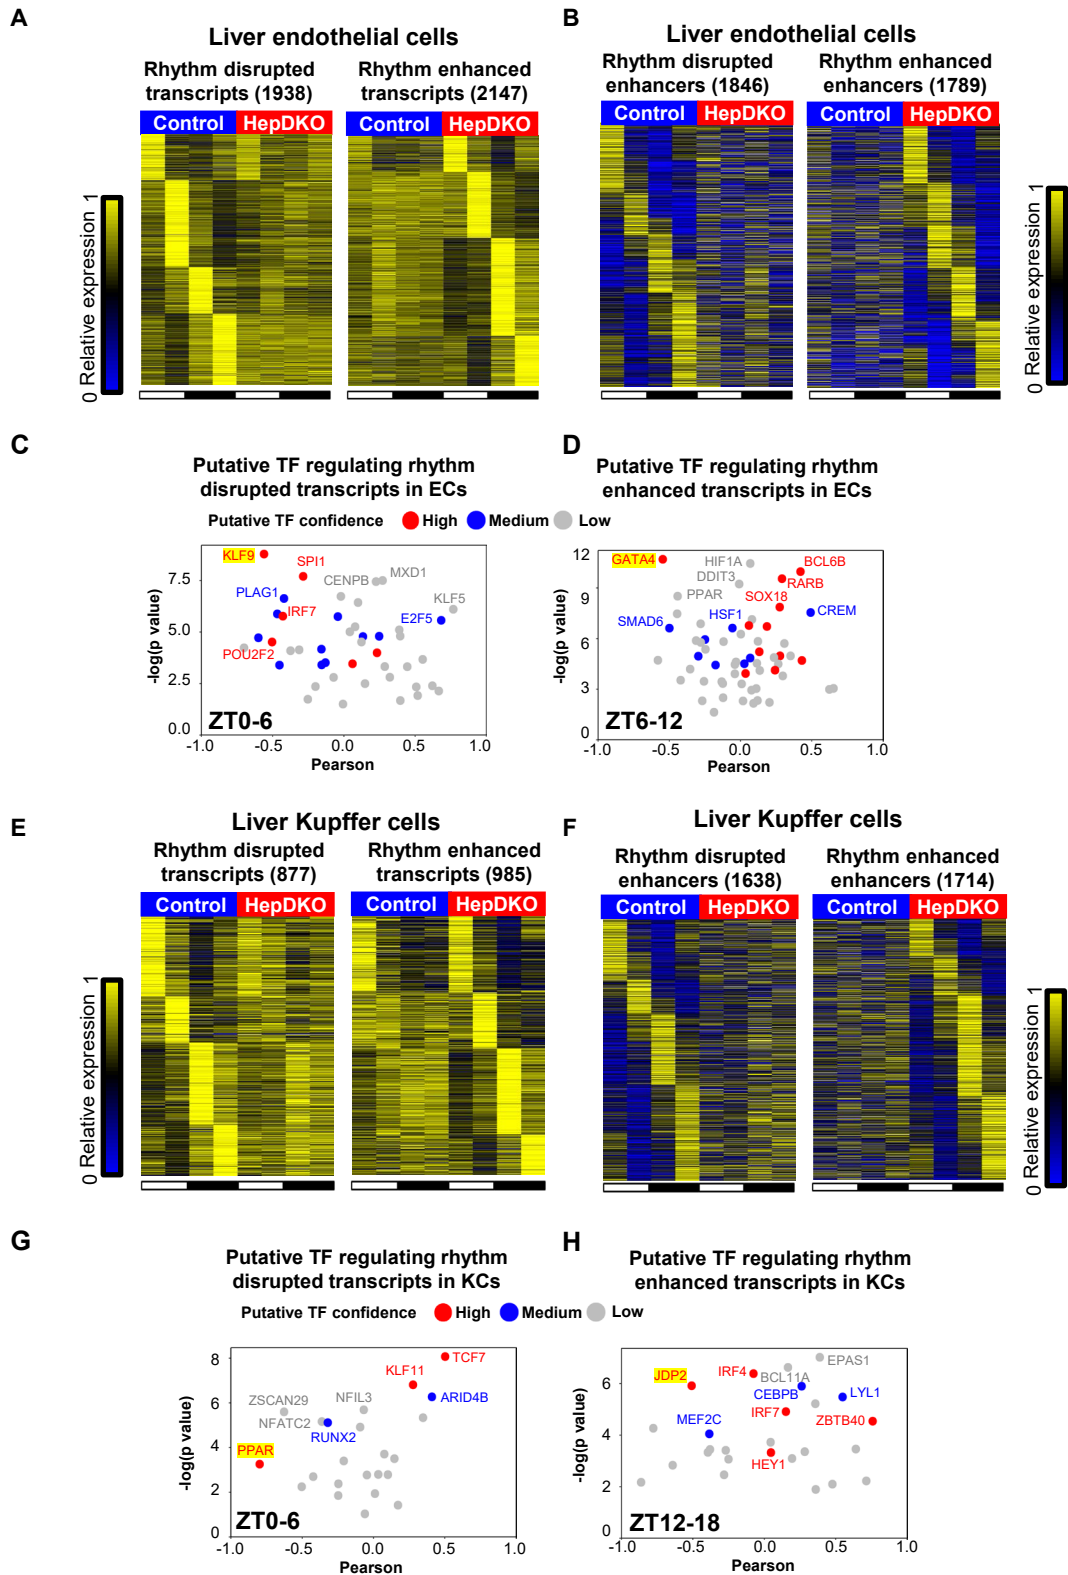 A
Liver endothelial cells
Rhythm disrupted
transcripts (1938)
Rhythm enhanced
transcripts (2147)
Control
HepDKO
Control
HepDKO
0 Relative expression 1
B
Liver endothelial cells
Rhythm disrupted
enhancers (1846)
Rhythm enhanced
enhancers (1789)
Control
HepDKO
Control
HepDKO
0 Relative expression 1
C
Putative TF regulating rhythm
disrupted transcripts in ECs
D
Putative TF regulating rhythm
enhanced transcripts in ECs
Putative TF confidence
High
Medium
Low
-log(p value)
7.5
5.0
2.5
0.0
KLF9
SPI1
CENPB
MXD1
PLAG1
IRF7
KLF5
E2F5
POU2F2
ZT0-6
-1.0
-0.5
0.0
0.5
1.0
Pearson
-log(p value)
12
9
6
3
0
GATA4
HIF1A
BCL6B
DDIT3
RARB
PPAR
SOX18
SMAD6
HSF1
CREM
ZT6-12
-1.0
-0.5
0.0
0.5
1.0
Pearson
E
Liver Kupffer cells
Rhythm disrupted
transcripts (877)
Rhythm enhanced
transcripts (985)
Control
HepDKO
Control
HepDKO
0 Relative expression 1
F
Liver Kupffer cells
Rhythm disrupted
enhancers (1638)
Rhythm enhanced
enhancers (1714)
Control
HepDKO
Control
HepDKO
0 Relative expression 1
G
Putative TF regulating rhythm
disrupted transcripts in KCs
H
Putative TF regulating rhythm
enhanced transcripts in KCs
Putative TF confidence
High
Medium
Low
-log(p value)
8
6
4
2
0
TCF7
KLF11
ZSCAN29
NFIL3
ARID4B
NFATC2
RUNX2
PPAR
ZT0-6
-1.0
-0.5
0.0
0.5
1.0
Pearson
-log(p value)
6
4
2
0
JDP2
IRF4
EPAS1
BCL11A
CEBPB
LYL1
IRF7
MEF2C
ZBTB40
HEY1
ZT12-18
-1.0
-0.5
0.0
0.5
1.0
Pearson